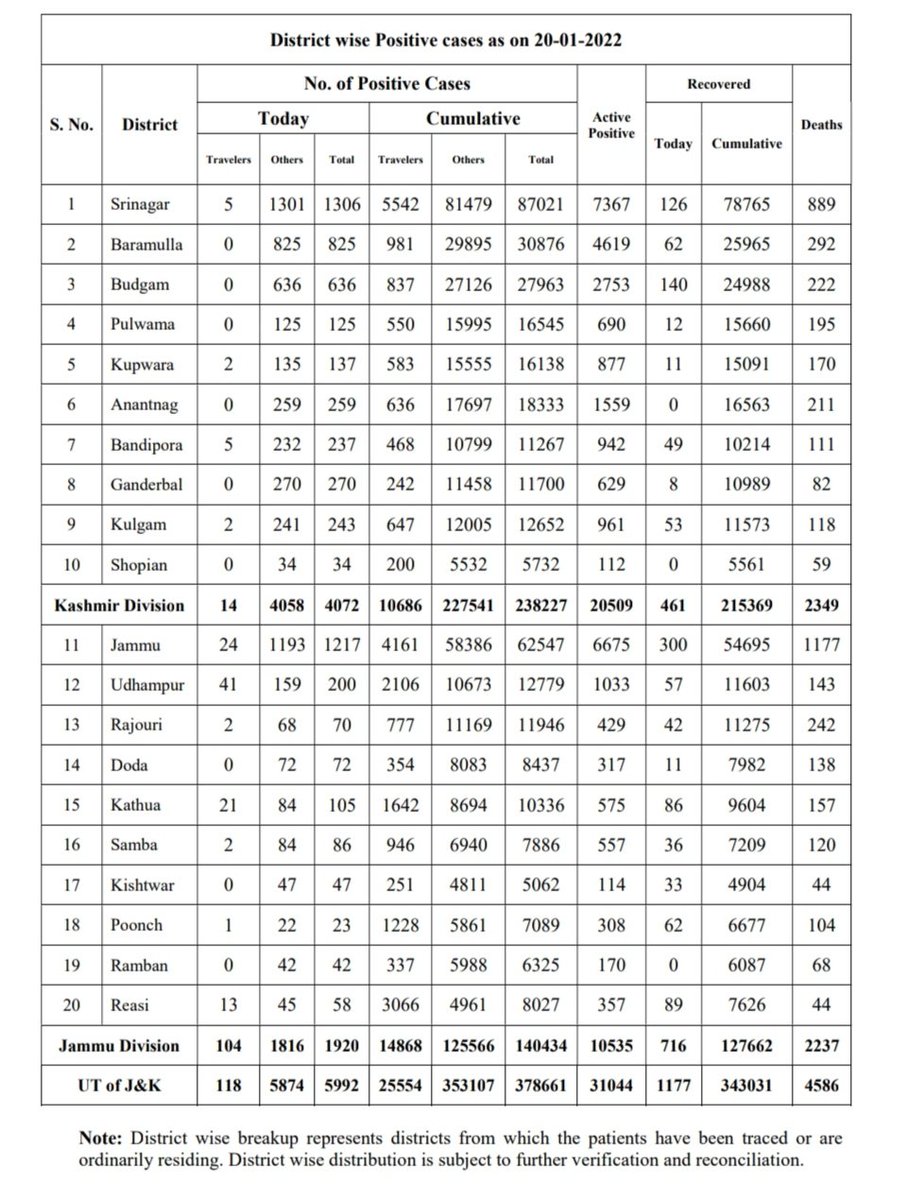 District wise Positive cases as on 20-01-2022
S. No. District No. of Positive Cases Active Positive Recovered Deaths
Today Cumulative Today Cumulative
Travelers Others Total Travelers Others Total
1 Srinagar 5 1301 1306 5542 81479 87021 7367 126 78765 889
2 Baramulla 0 825 825 981 29895 30876 4619 62 25965 292
3 Budgam 0 636 636 837 27126 27963 2753 140 24988 222
4 Pulwama 0 125 125 550 15995 16545 690 12 15660 195
5 Kupwara 2 135 137 583 15555 16138 877 11 15091 170
6 Anantnag 0 259 259 636 17697 18333 1559 0 16563 211
7 Bandipora 5 232 237 468 10799 11267 942 49 10214 111
8 Ganderbal 0 270 270 242 11458 11700 629 8 10989 82
9 Kulgam 2 241 243 647 12005 12652 961 53 11573 118
10 Shopian 0 34 34 200 5532 5732 112 0 5561 59
Kashmir Division 14 4058 4072 10686 227541 238227 20509 461 215369 2349
11 Jammu 24 1193 1217 4161 58386 62547 6675 300 54695 1177
12 Udhampur 41 159 200 2106 10673 12779 1033 57 11603 143
13 Rajouri 2 68 70 777 11169 11946 429 42 11275 242
14 Doda 0 72 72 354 8083 8437 317 11 7982 138
15 Kathua 21 84 105 1642 8694 10336 575 86 9604 157
16 Samba 2 84 86 946 6940 7886 557 36 7209 120
17 Kishtwar 0 47 47 251 4811 5062 114 33 4904 44
18 Poonch 1 22 23 1228 5861 7089 308 62 6677 104
19 Ramban 0 42 42 337 5988 6325 170 0 6087 68
20 Reasi 13 45 58 3066 4961 8027 357 89 7626 44
Jammu Division 104 1816 1920 14868 125566 140434 10535 716 127662 2237
UT of J&K 118 5874 5992 25554 353107 378661 31044 1177 343031 4586
Note: District wise breakup represents districts from which the patients have been traced or are
ordinarily residing. District wise distribution is subject to further verification and reconciliation.